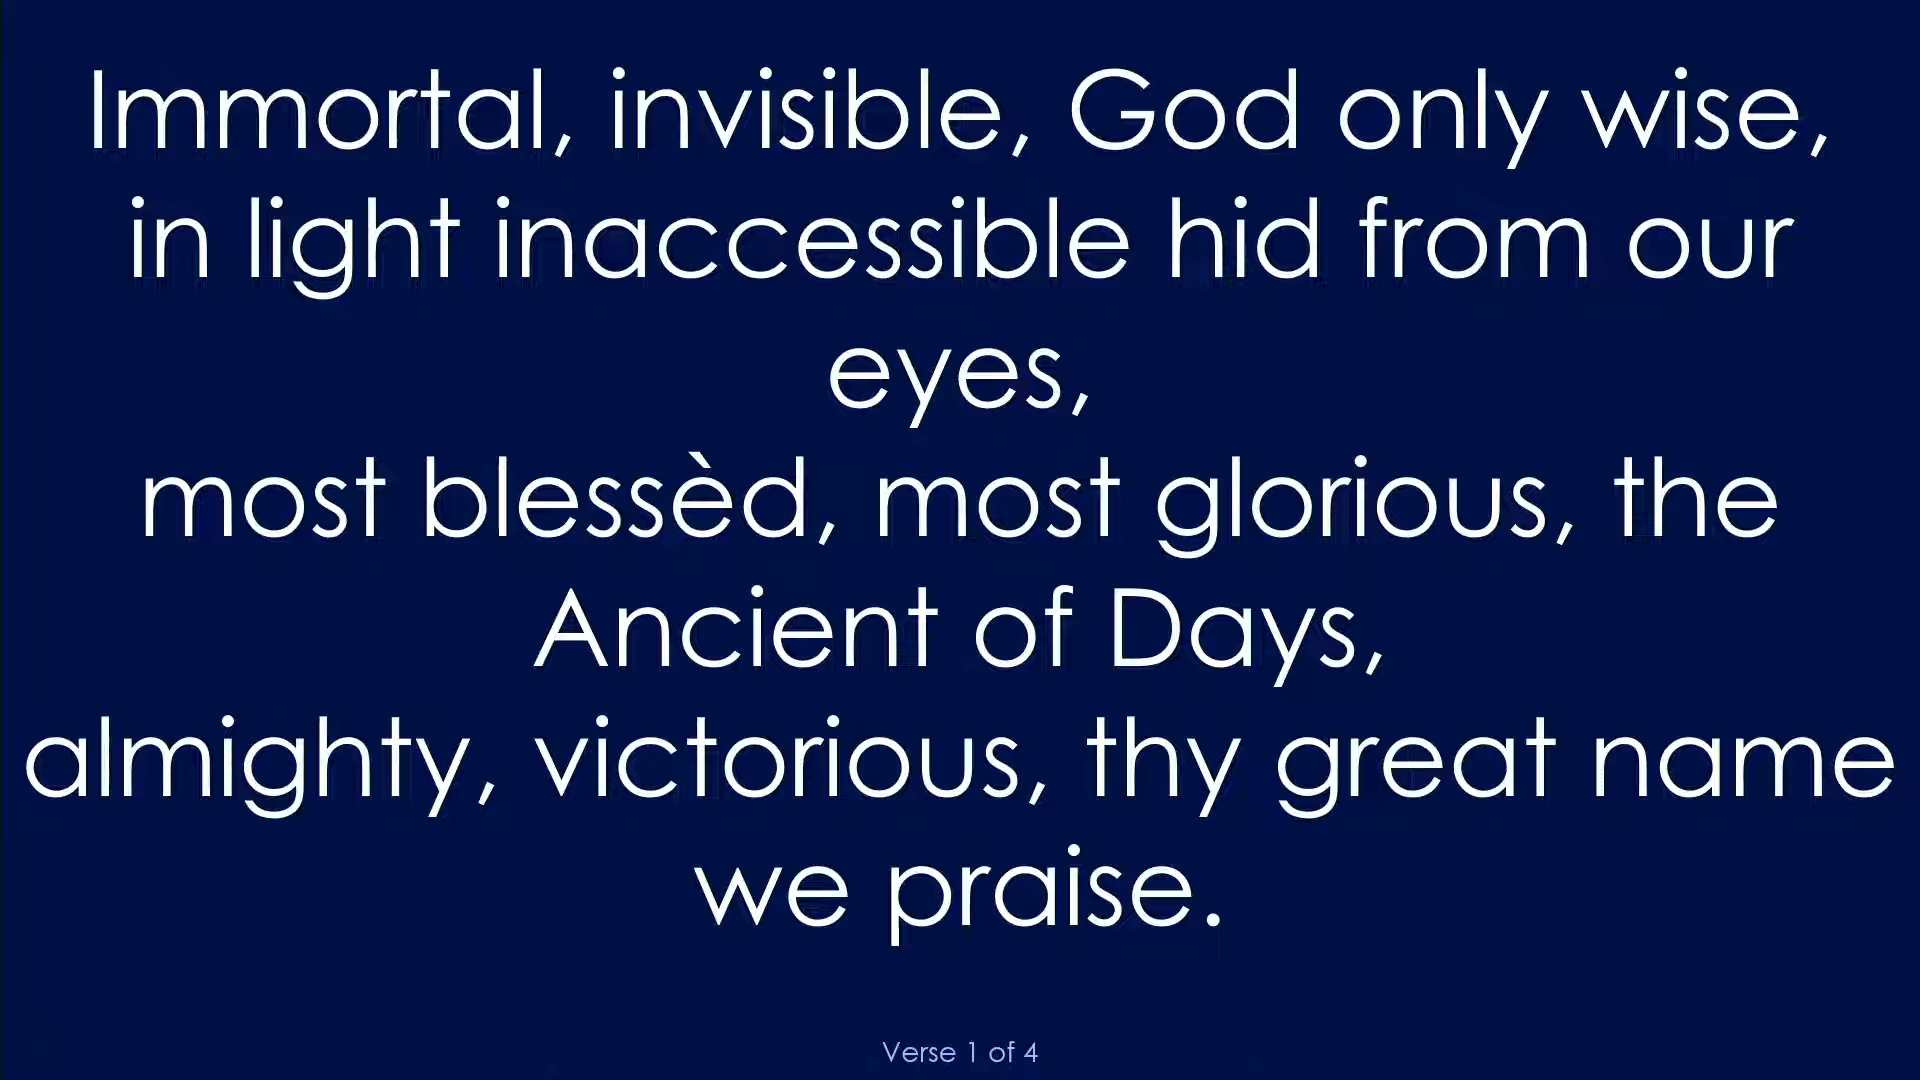 Immortal, invisible, God only wise,
in light inaccessible hid from our
eyes,
most blessèd, most glorious, the
Ancient of Days,
almighty, victorious, thy great name
we praise.
Verse 1 of 4